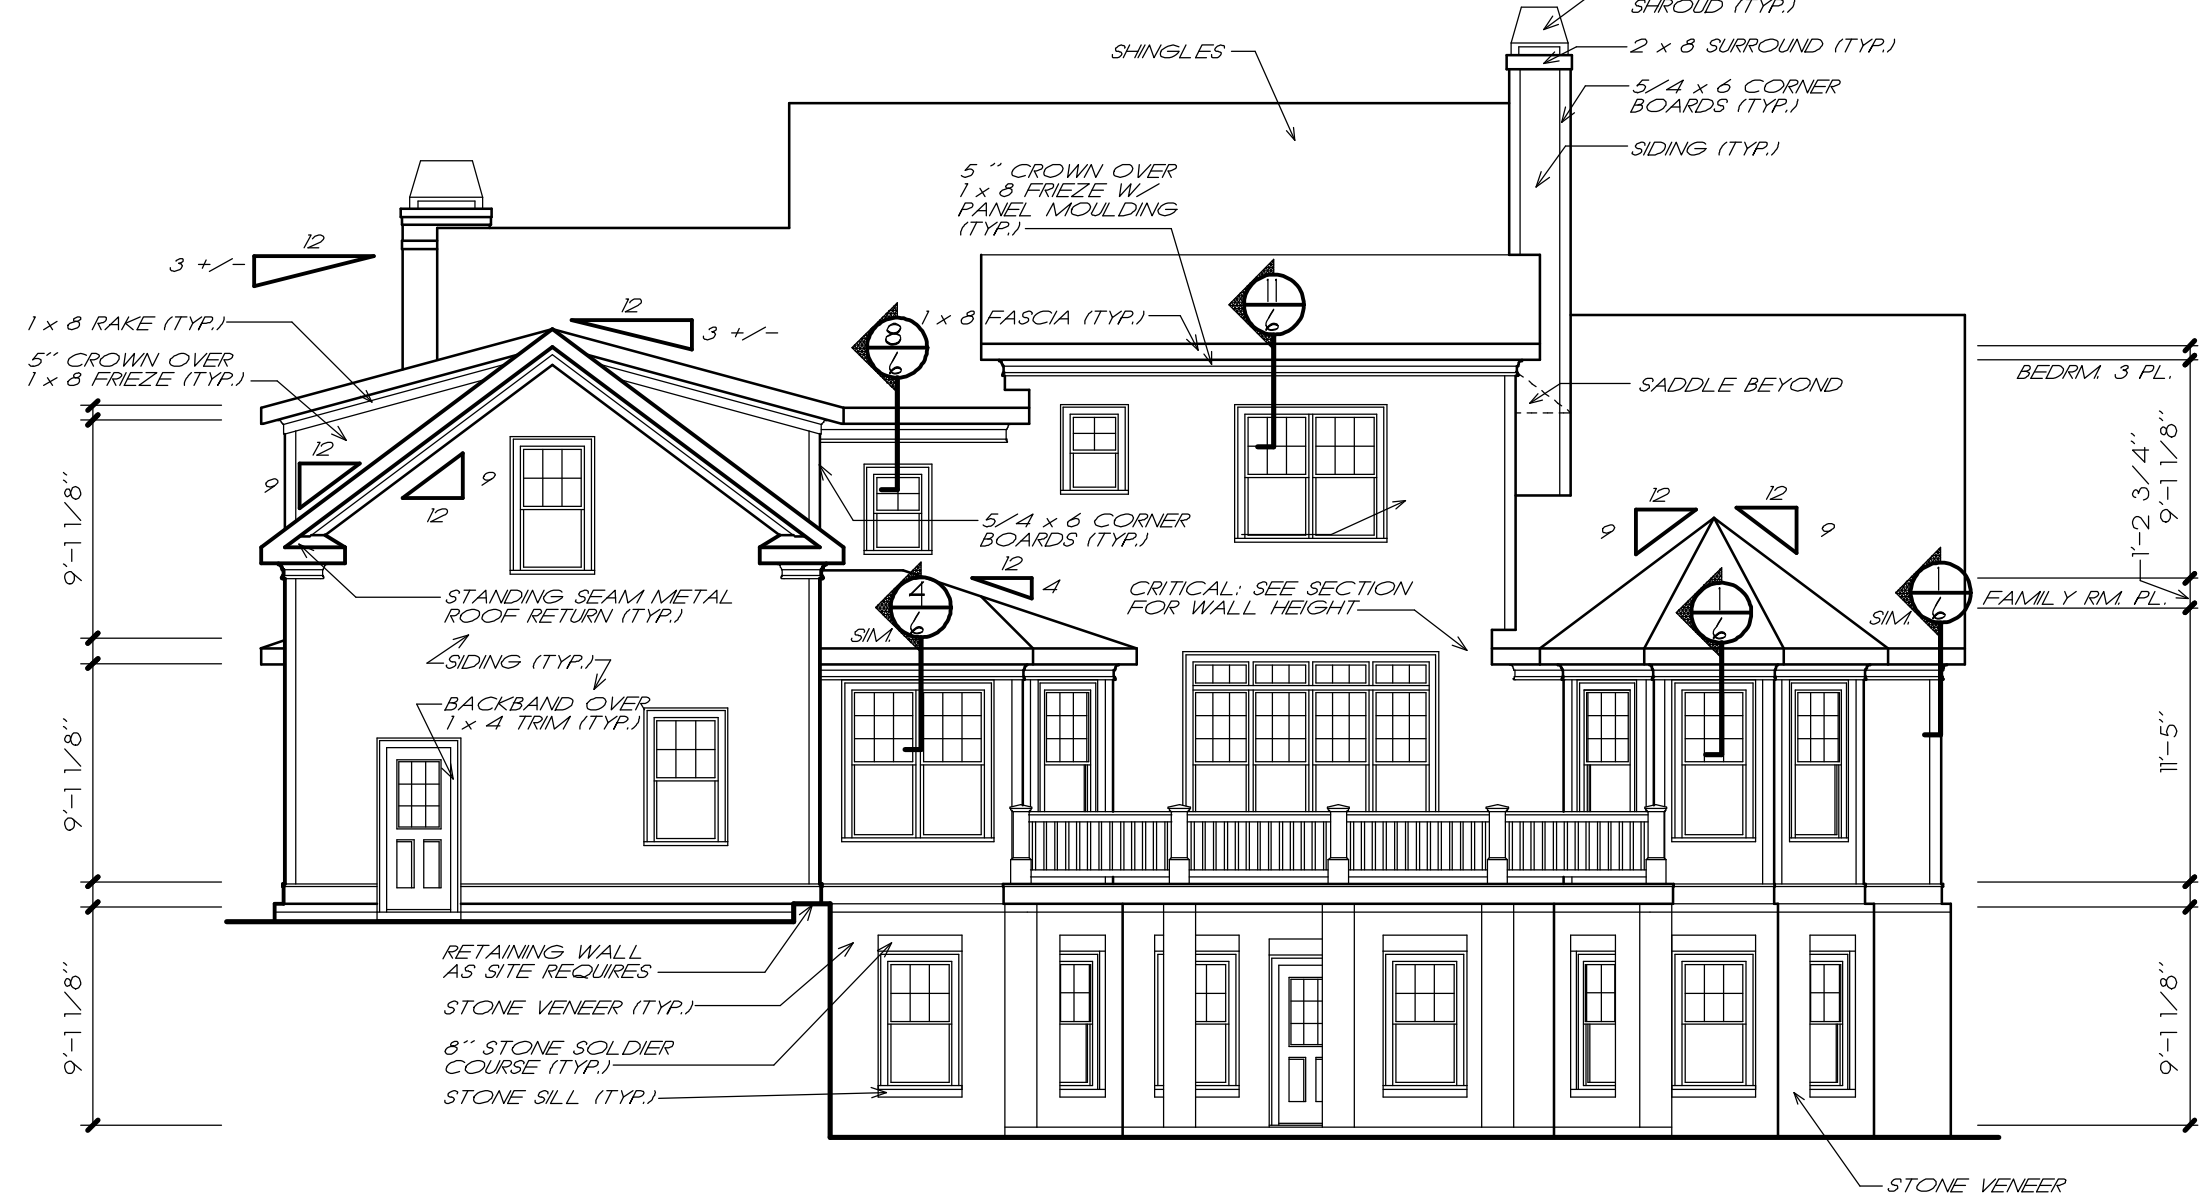 SHROUD (TYP.)
2 x 8 SURROUND (TYP.)
SHINGLES
5/4 x 6 CORNER
BOARDS (TYP.)
SIDING (TYP.)
5 '' CROWN OVER
1 x 8 FRIEZE W/
PANEL MOULDING
(TYP.)
12
3 +/-
12
3 +/-
1 x 8 RAKE (TYP.)
5'' CROWN OVER
1 x 8 FRIEZE (TYP.)
8
6
1 x 8 FASCIA (TYP.)
11
6
SADDLE BEYOND
BEDRM. 3 PL.
12
9
9
12
5/4 x 6 CORNER
BOARDS (TYP.)
12
9
12
9
9'-1 1/8''
9'-1 1/8''
1'-2 3/4''
STANDING SEAM METAL
ROOF RETURN (TYP.)
12
4
CRITICAL: SEE SECTION
FOR WALL HEIGHT
FAMILY RM. PL.
4
6
SIM.
1
6
1
6
SIM.
SIDING (TYP.)
BACKBAND OVER
1 x 4 TRIM (TYP.)
9'-1 1/8''
11'-5''
RETAINING WALL
AS SITE REQUIRES
STONE VENEER (TYP.)
8'' STONE SOLDIER
COURSE (TYP.)
STONE SILL (TYP.)
9'-1 1/8''
9'-1 1/8''
STONE VENEER